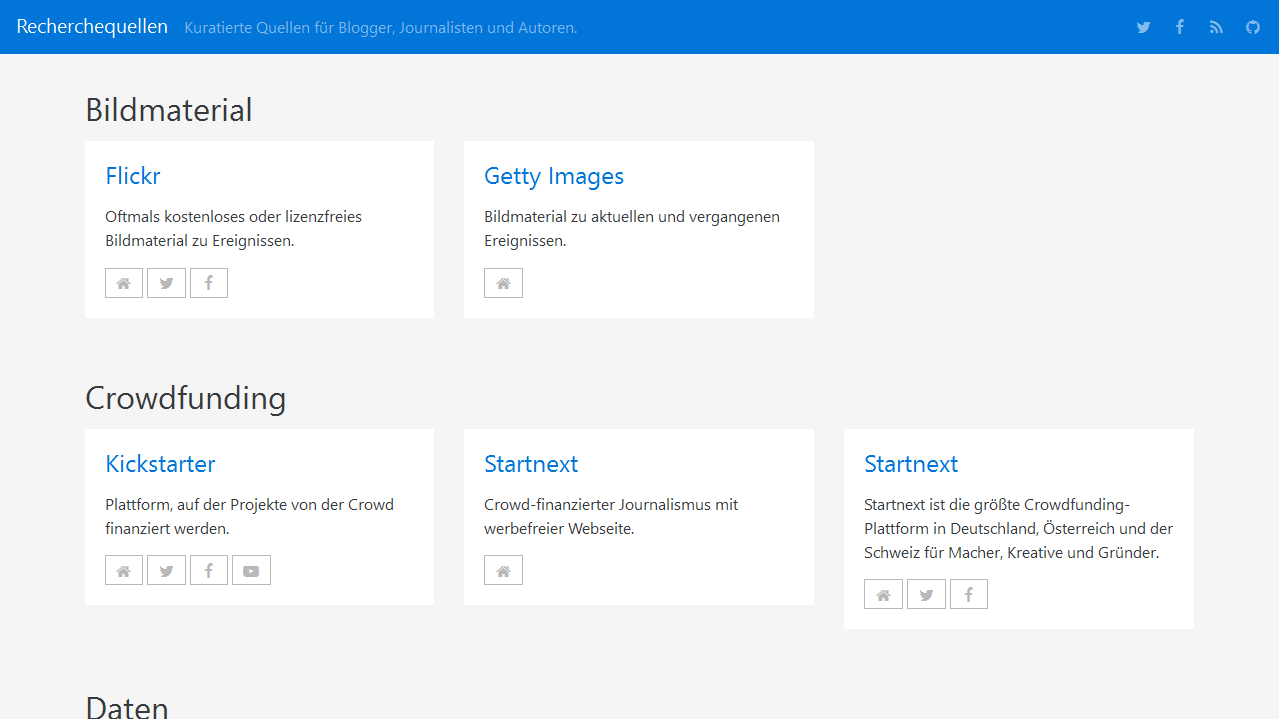 Recherchequellen Kuratierte Quellen für Blogger, Journalisten und Autoren.
Bildmaterial
Flickr
Oftmals kostenloses oder lizenzfreies
Bildmaterial zu Ereignissen.
Getty Images
Bildmaterial zu aktuellen und vergangenen
Ereignissen.
Crowdfunding
Kickstarter
Plattform, auf der Projekte von der Crowd
finanziert werden.
Startnext
Crowd-finanzierter Journalismus mit
werbefreier Webseite.
Startnext
Startnext ist die größte Crowdfunding-
Plattform in Deutschland, Österreich und der
Schweiz für Macher, Kreative und Gründer.
Daten